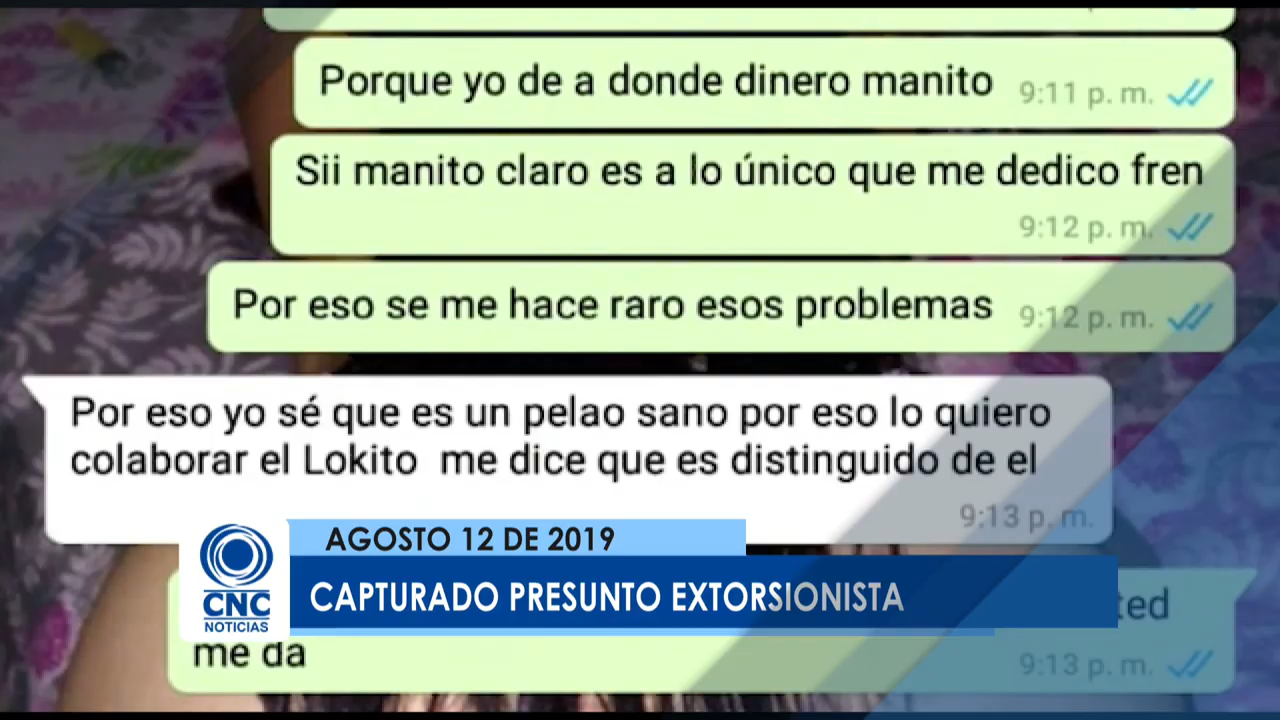 Porque yo de a donde dinero manito 9:11 p. m.
Sii manito claro es a lo único que me dedico fren
9:12 p. m.
Por eso se me hace raro esos problemas 9:12 p. m.
Por eso yo sé que es un pelao sano por eso lo quiero
colaborar el Lokito me dice que es distinguido de el
9:13 p. m.
AGOSTO 12 DE 2019
CAPTURADO PRESUNTO EXTORSIONISTA
CNC
NOTICIAS
me da 9:13 p. m.